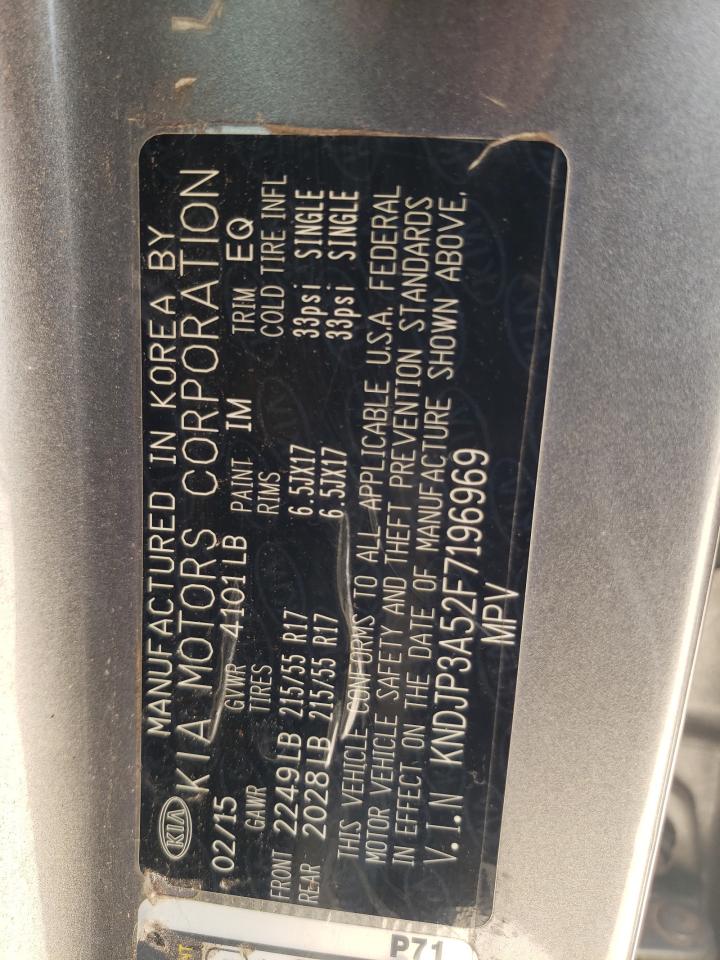 KIA
MANUFACTURED IN KOREA BY
KIA MOTORS CORPORATION
02/15 GVWR 4101LB PAINT IM TRIM EQ
GAWR TIRES RIMS COLD TIRE INFL
FRONT 2249LB 215/55 R17 6.5JX17 33psi SINGLE
REAR 2028LB 215/55 R17 6.5JX17 33psi SINGLE
THIS VEHICLE CONFORMS TO ALL APPLICABLE U.S.A. FEDERAL
MOTOR VEHICLE SAFETY AND THEFT PREVENTION STANDARDS
IN EFFECT ON THE DATE OF MANUFACTURE SHOWN ABOVE.
V.I.N KNDJP3A52F7196969
MPV
P71